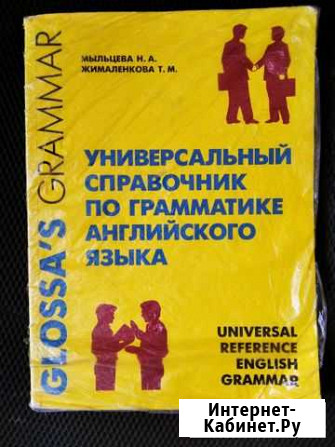 МЫЛЬЦЕВА Н. А.
ЖИМАЛЕНКОВА Т. М.
GLOSSA'S GRAMMAR
УНИВЕРСАЛЬНЫЙ
СПРАВОЧНИК
ПО ГРАММАТИКЕ
АНГЛИЙСКОГО
ЯЗЫКА
UNIVERSAL
REFERENCE
ENGLISH
GRAMMAR
Интернет-
Кабинет.Ру